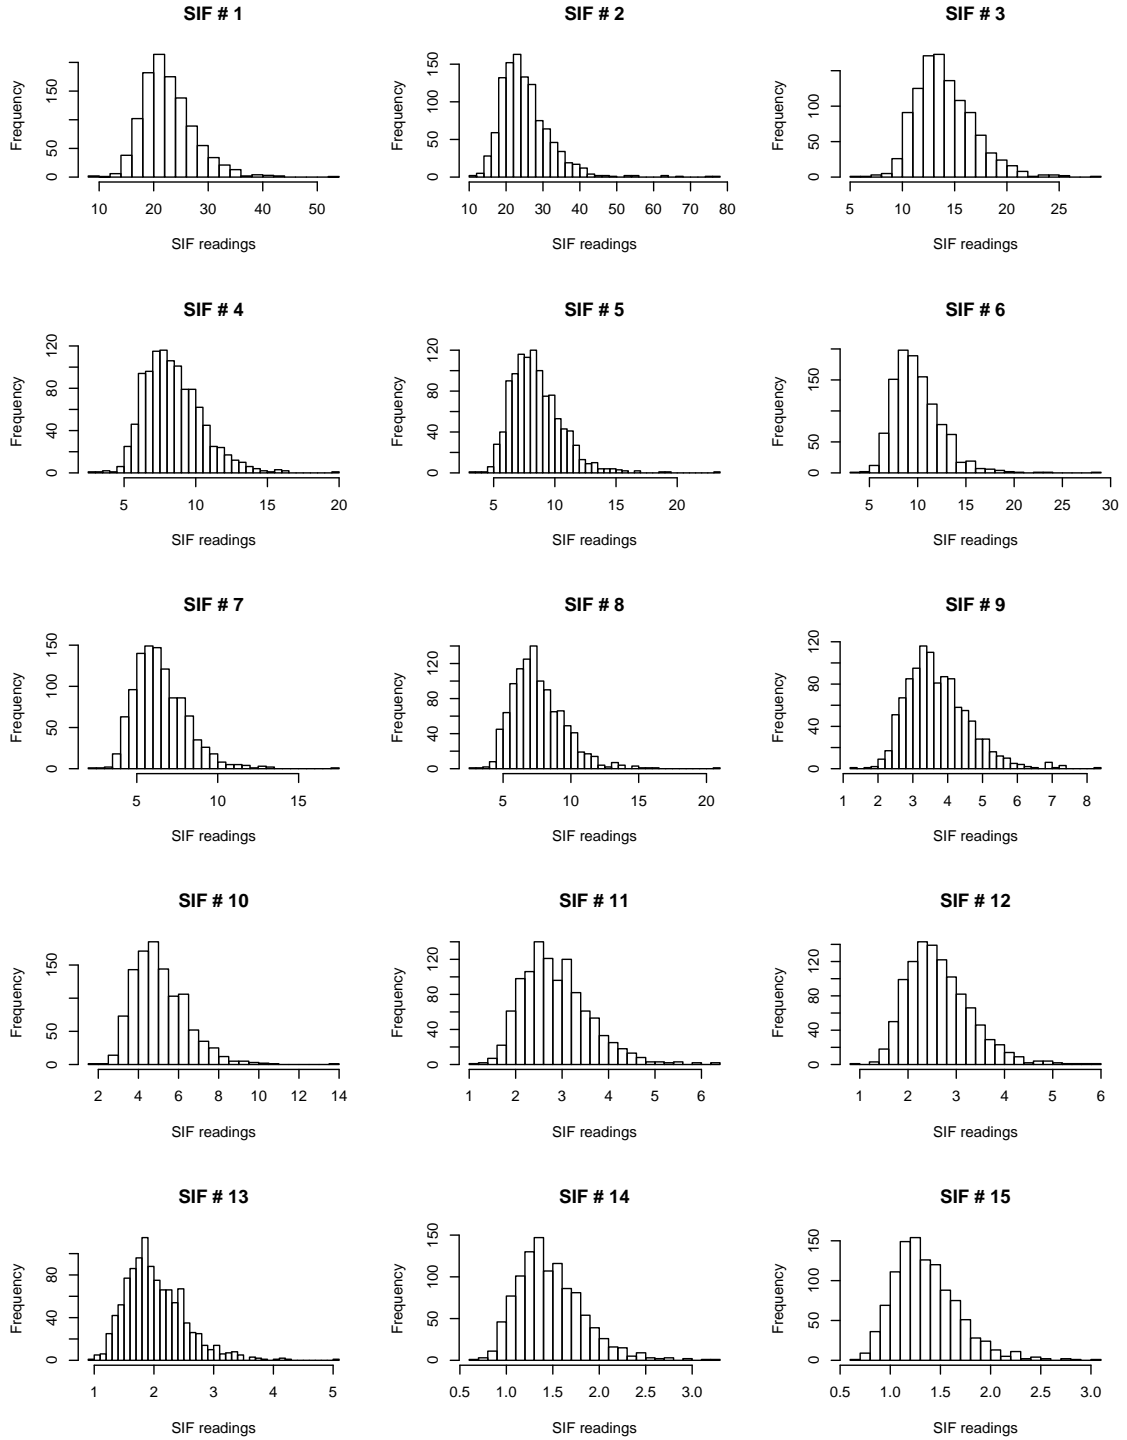 SIF # 1
SIF # 2
SIF # 3
Frequency
0 50 150
10 20 30 40 50
SIF readings
Frequency
0 50 100 150
10 20 30 40 50 60 70 80
SIF readings
Frequency
0 50 100
5 10 15 20 25
SIF readings
SIF # 4
SIF # 5
SIF # 6
Frequency
0 40 80 120
5 10 15 20
SIF readings
Frequency
0 40 80 120
5 10 15 20
SIF readings
Frequency
0 50 150
5 10 15 20 25 30
SIF readings
SIF # 7
SIF # 8
SIF # 9
Frequency
0 50 100 150
5 10 15
SIF readings
Frequency
0 40 80 120
5 10 15 20
SIF readings
Frequency
0 40 80 120
1 2 3 4 5 6 7 8
SIF readings
SIF # 10
SIF # 11
SIF # 12
Frequency
0 50 150
2 4 6 8 10 12 14
SIF readings
Frequency
0 40 80 120
1 2 3 4 5 6
SIF readings
Frequency
0 40 80 120
1 2 3 4 5 6
SIF readings
SIF # 13
SIF # 14
SIF # 15
Frequency
0 40 80
1 2 3 4 5
SIF readings
Frequency
0 50 100 150
0.5 1.0 1.5 2.0 2.5 3.0
SIF readings
Frequency
0 50 100 150
0.5 1.0 1.5 2.0 2.5 3.0
SIF readings